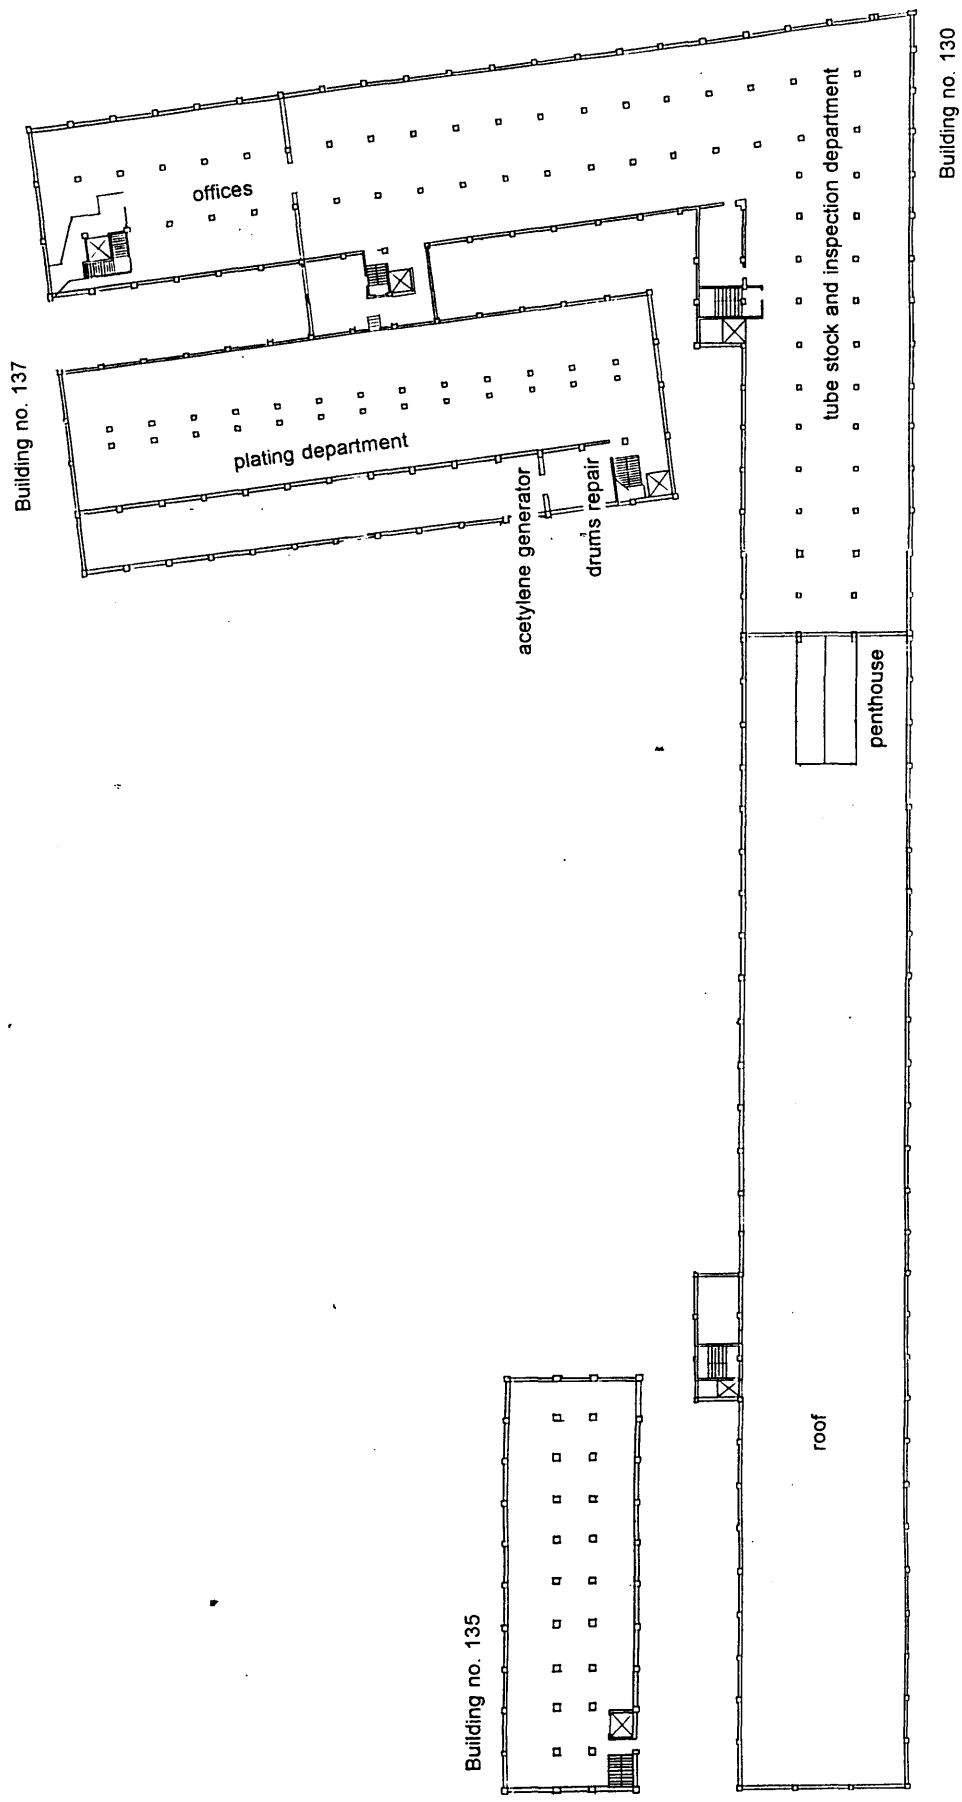 Building no. 137
offices
plating department
acetylene generator
drums repair
tube stock and inspection department
Building no. 130
penthouse
Building no. 135
roof